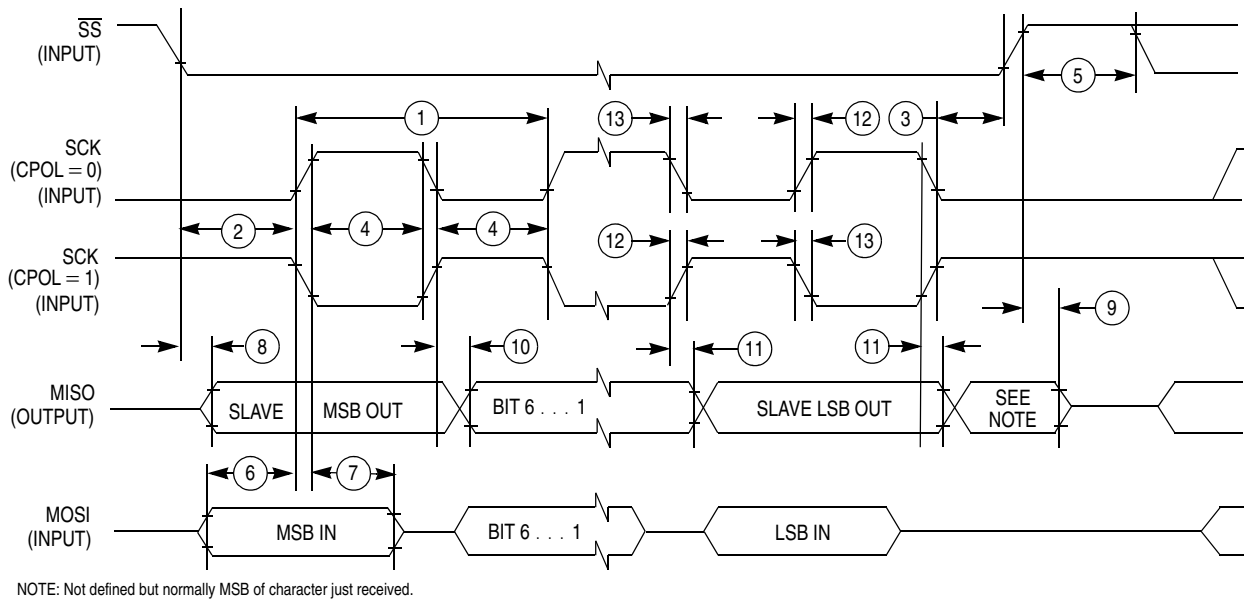 SS
(INPUT)
5
1
13
12
3
SCK
(CPOL = 0)
(INPUT)
2
4
4
12
13
SCK
(CPOL = 1)
(INPUT)
8
10
11
11
9
MISO
(OUTPUT)
SLAVE
MSB OUT
BIT 6 . . . 1
SLAVE LSB OUT
SEE
NOTE
6
7
MOSI
(INPUT)
MSB IN
BIT 6 . . . 1
LSB IN
NOTE: Not defined but normally MSB of character just received.